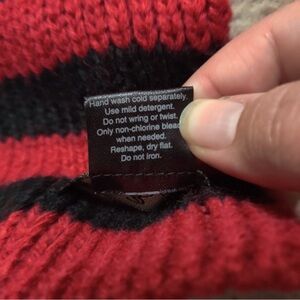 Hand wash cold separately.
Use mild detergent.
Do not wring or twist.
Only non-chlorine bleach
when needed.
Reshape, dry flat.
Do not iron.